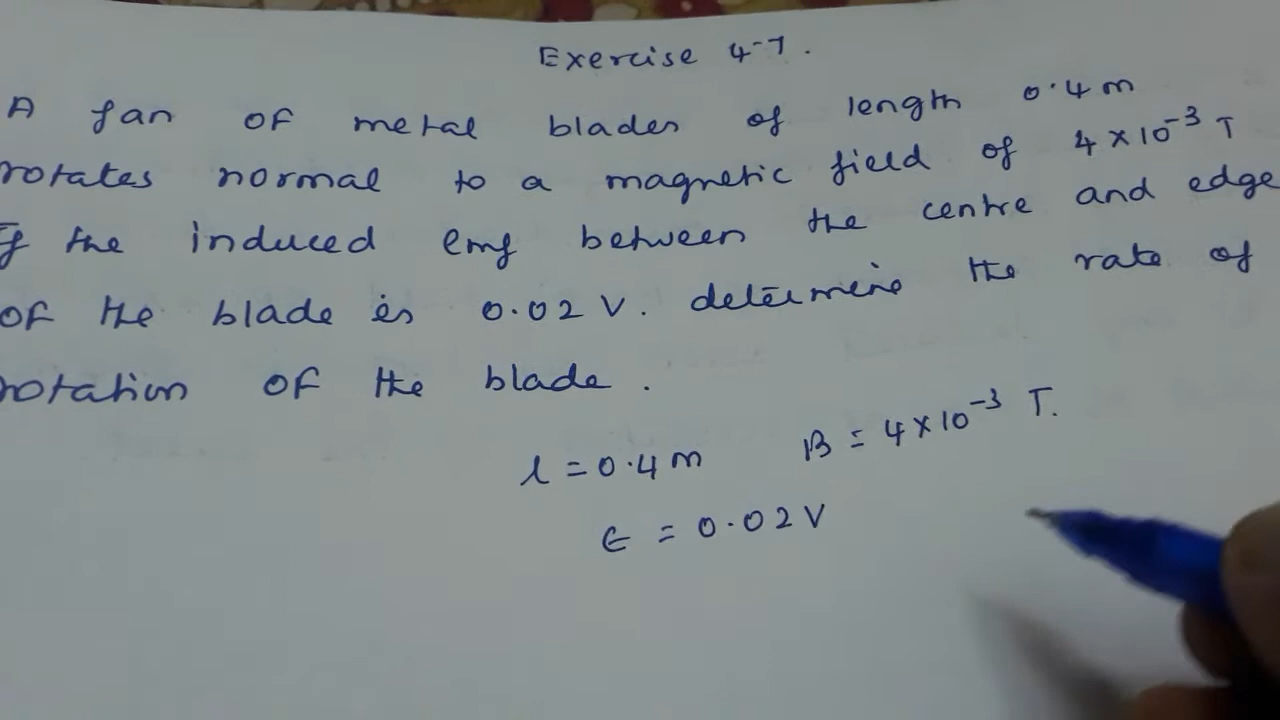 Exercise 4-7.
A fan of metal blades of length 0.4m
rotates normal to a magnetic field of 4×10⁻³ T
If the induced emf between the centre and edge
of the blade is 0.02 V. determine the rate of
rotation of the blade.
l = 0.4 m B = 4×10⁻³ T.
ϵ = 0.02V